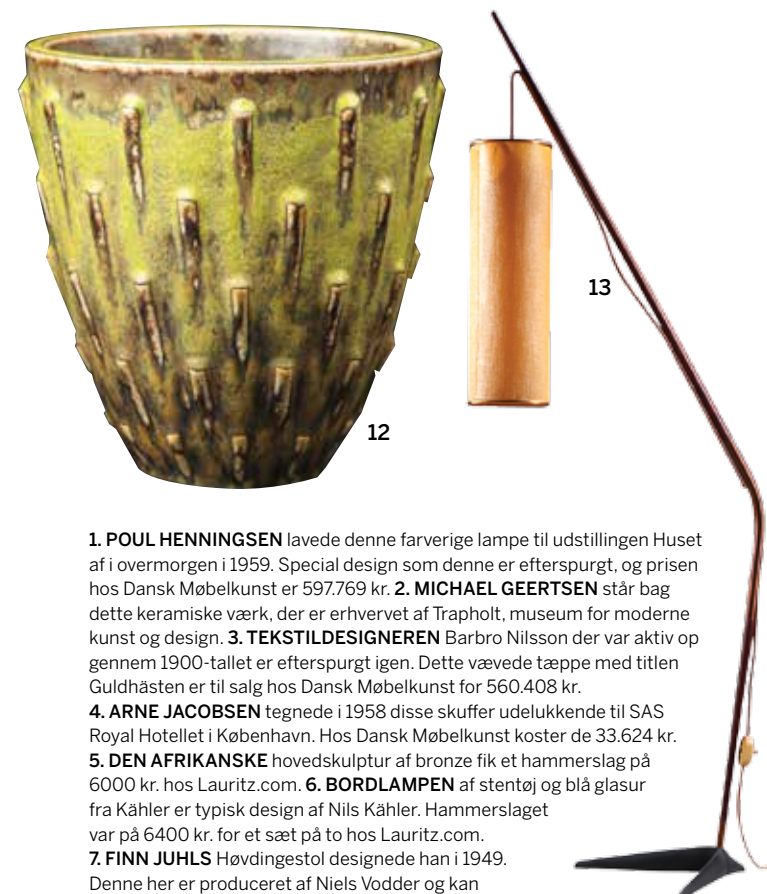 13
12
1. POUL HENNINGSEN lavede denne farverige lampe til udstillingen Huset
af i overmorgen i 1959. Special design som denne er efterspurgt, og prisen
hos Dansk Møbelkunst er 597.769 kr. 2. MICHAEL GEERTSEN står bag
dette keramiske værk, der er erhvervet af Trapholt, museum for moderne
kunst og design. 3. TEKSTILDESIGNEREN Barbro Nilsson der var aktiv op
gennem 1900-tallet er efterspurgt igen. Dette vævede tæppe med titlen
Guldhästen er til salg hos Dansk Møbelkunst for 560.408 kr.
4. ARNE JACOBSEN tegnede i 1958 disse skuffer udelukkende til SAS
Royal Hotellet i København. Hos Dansk Møbelkunst koster de 33.624 kr.
5. DEN AFRIKANSKE hovedskulptur af bronze fik et hammerslag på
6000 kr. hos Lauritz.com. 6. BORDLAMPEN af stentøj og blå glasur
fra Kähler er typisk design af Nils Kähler. Hammerslaget
var på 6400 kr. for et sæt på to hos Lauritz.com.
7. FINN JUHLS Høvdingestol designede han i 1949.
Denne her er produceret af Niels Vodder og kan